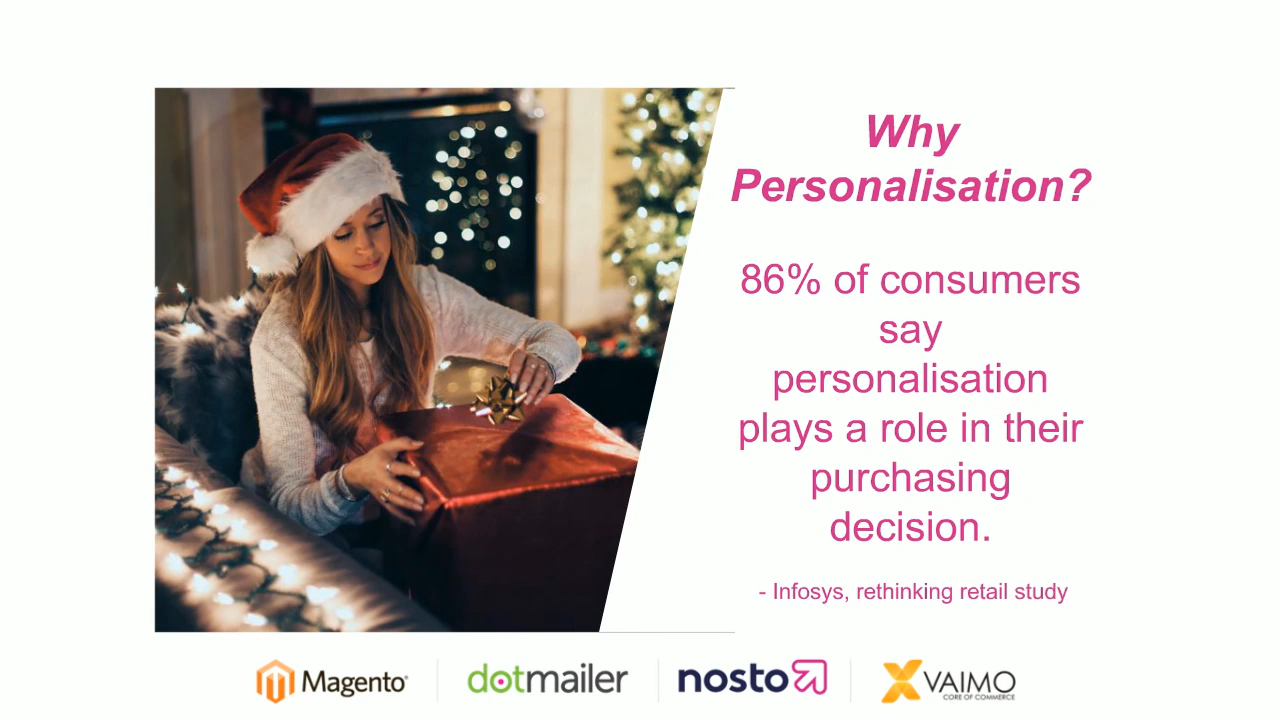 Why
Personalisation?
86% of consumers
say
personalisation
plays a role in their
purchasing
decision.
- Infosys, rethinking retail study
Magento®
dotmailer
nosto
VAIMO
CORE OF COMMERCE